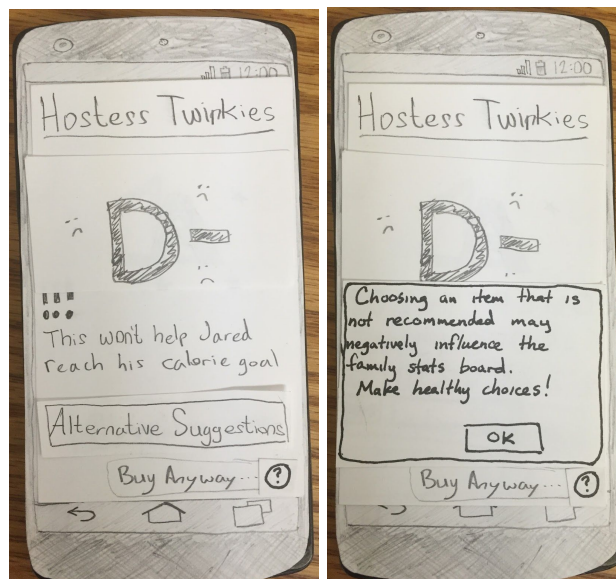 12:00
Hostess Twinkies
D-
!!!
This won't help Jared
reach his calorie goal
Alternative Suggestions
Buy Anyway... ?
12:00
Hostess Twinkies
D-
Choosing an item that is
not recommended may
negatively influence the
family stats board.
Make healthy choices!
OK
Buy Anyway... ?